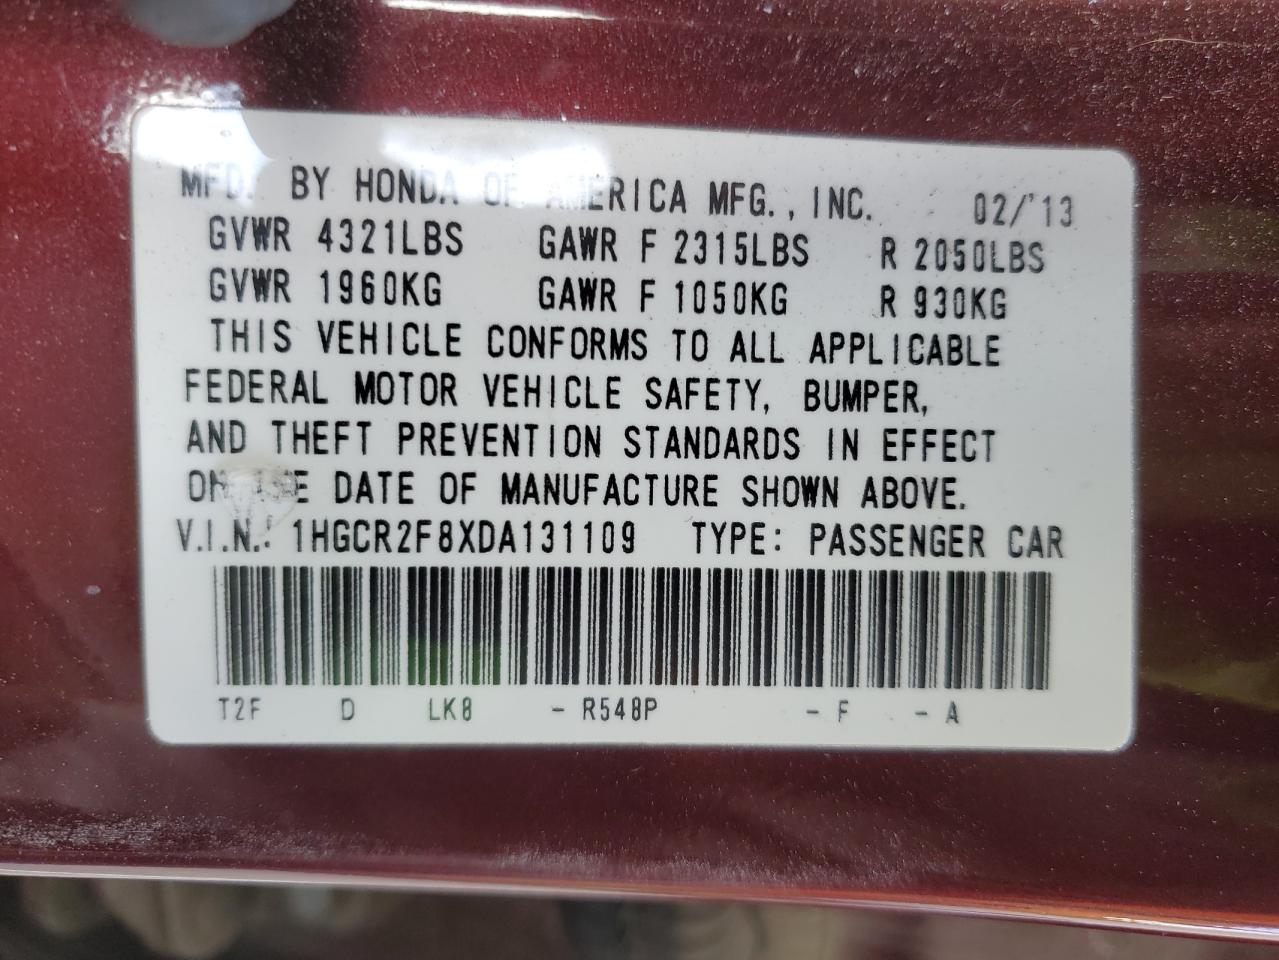 MFD. BY HONDA OF AMERICA MFG., INC. 02/'13
GVWR 4321LBS GAWR F 2315LBS R 2050LBS
GVWR 1960KG GAWR F 1050KG R 930KG
THIS VEHICLE CONFORMS TO ALL APPLICABLE
FEDERAL MOTOR VEHICLE SAFETY, BUMPER,
AND THEFT PREVENTION STANDARDS IN EFFECT
ON THE DATE OF MANUFACTURE SHOWN ABOVE.
V.I.N.: 1HGCR2F8XDA131109 TYPE: PASSENGER CAR
T2F D LK8 - R548P - F - A